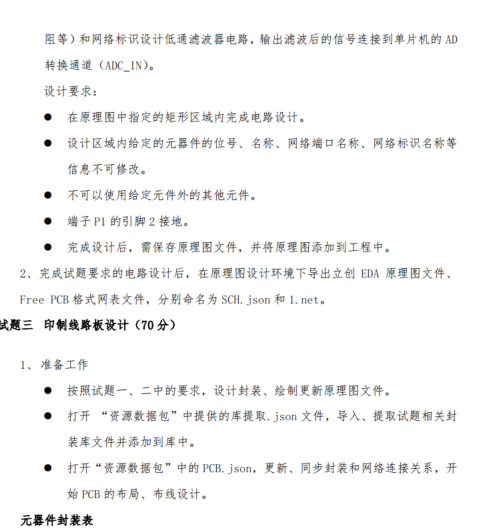 阻等）和网络标识设计低通滤波器电路，输出滤波后的信号连接到单片机的 AD
转换通道（ADC_IN）。
设计要求：
● 在原理图中指定的矩形区域内完成电路设计。
● 设计区域内给定的元器件的位号、名称、网络端口名称、网络标识名称等
信息不可修改。
● 不可以使用给定元件外的其他元件。
● 端子 P1 的引脚 2 接地。
● 完成设计后，需保存原理图文件，并将原理图添加到工程中。
2、完成试题要求的电路设计后，在原理图设计环境下导出立创 EDA 原理图文件、
Free PCB 格式网表文件，分别命名为 SCH.json 和 1.net。
试题三 印制线路板设计（70 分）
1、准备工作
● 按照试题一、二中的要求，设计封装、绘制更新原理图文件。
● 打开 “资源数据包”中提供的库提取.json 文件，导入、提取试题相关封
装库文件并添加到库中。
● 打开“资源数据包”中的 PCB.json，更新、同步封装和网络连接关系，开
始 PCB 的布局、布线设计。
元器件封装表